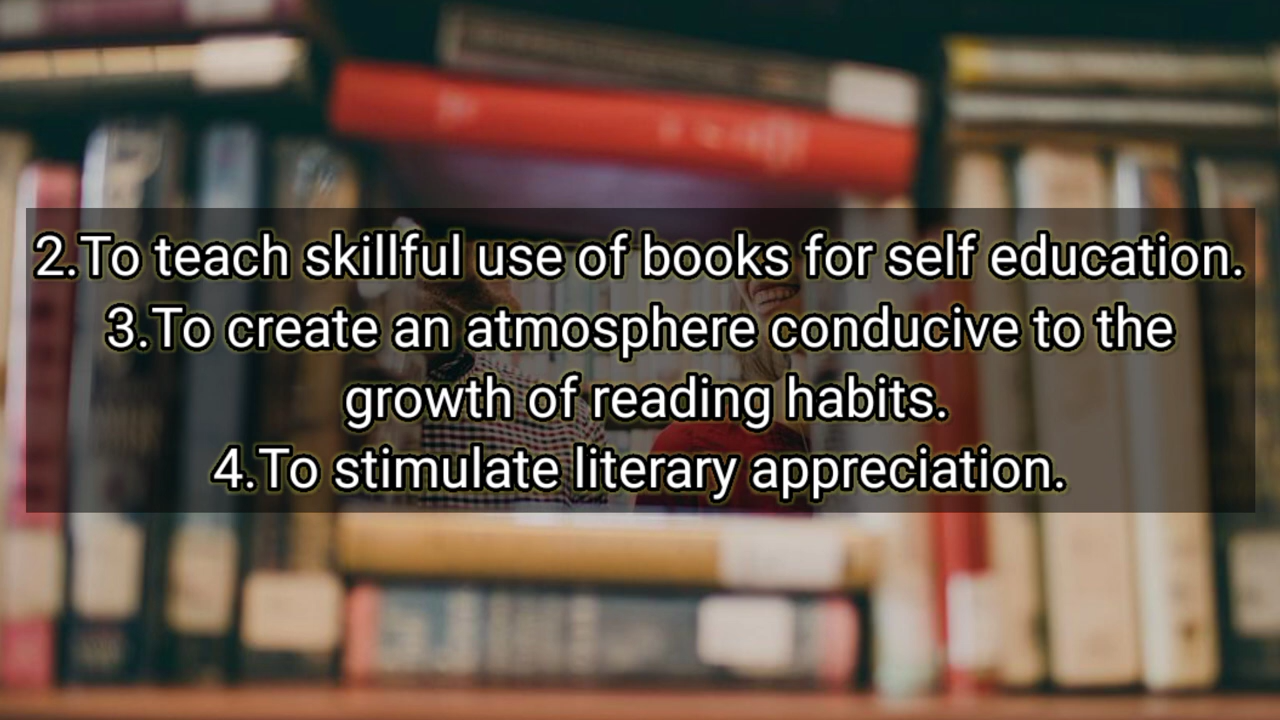 2.To teach skillful use of books for self education.
3.To create an atmosphere conducive to the
growth of reading habits.
4.To stimulate literary appreciation.